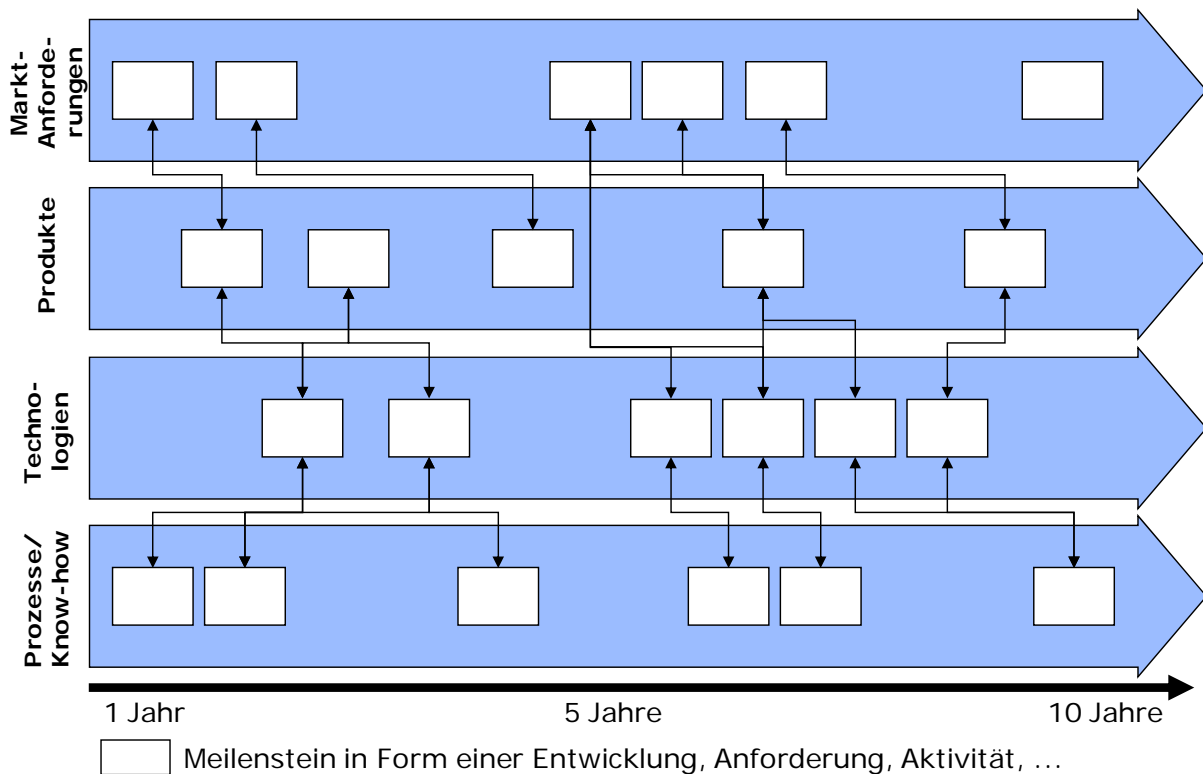 Markt-
Anforde-
rungen
Produkte
Techno-
logien
Prozesse/
Know-how
1 Jahr
5 Jahre
10 Jahre
Meilenstein in Form einer Entwicklung, Anforderung, Aktivität, …